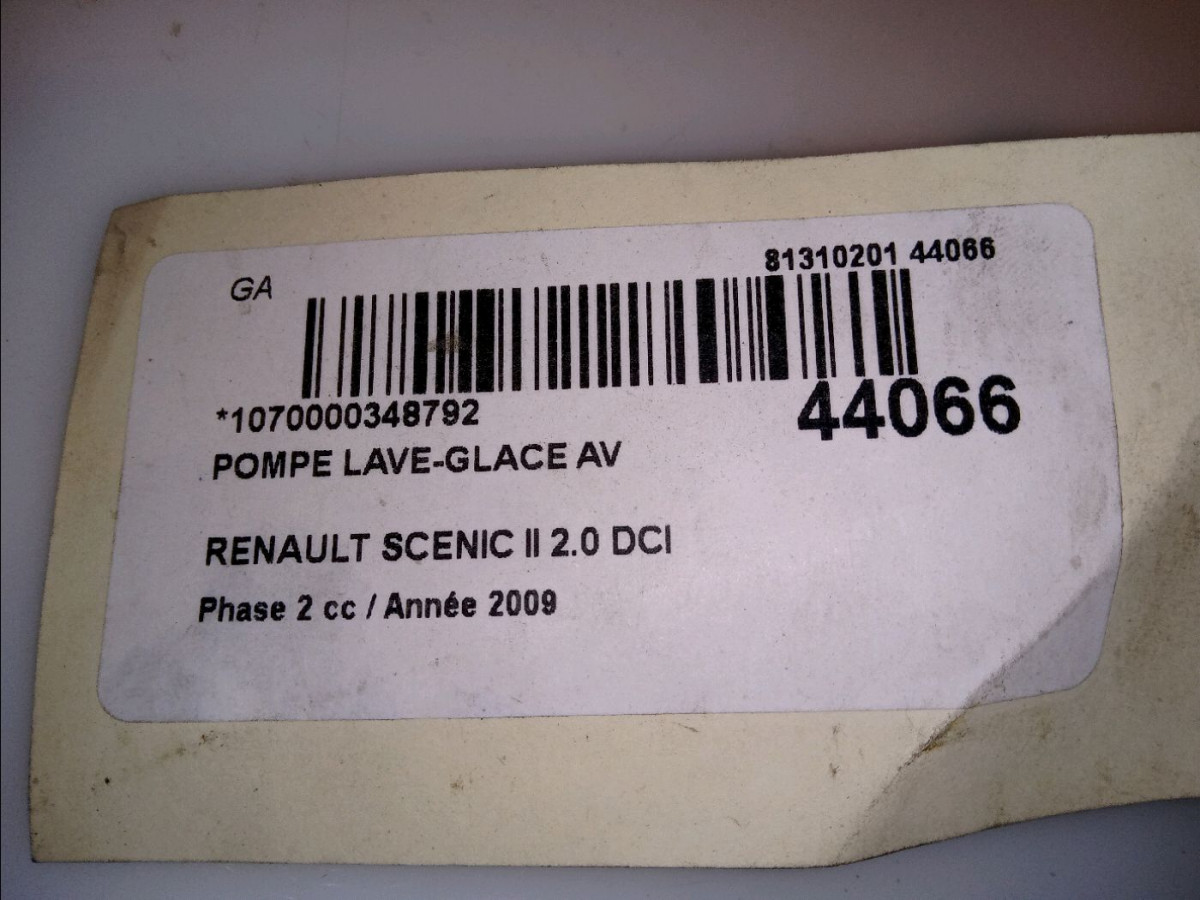 GA
81310201 44066
*1070000348792
44066
POMPE LAVE-GLACE AV
RENAULT SCENIC II 2.0 DCI
Phase 2 cc / Année 2009